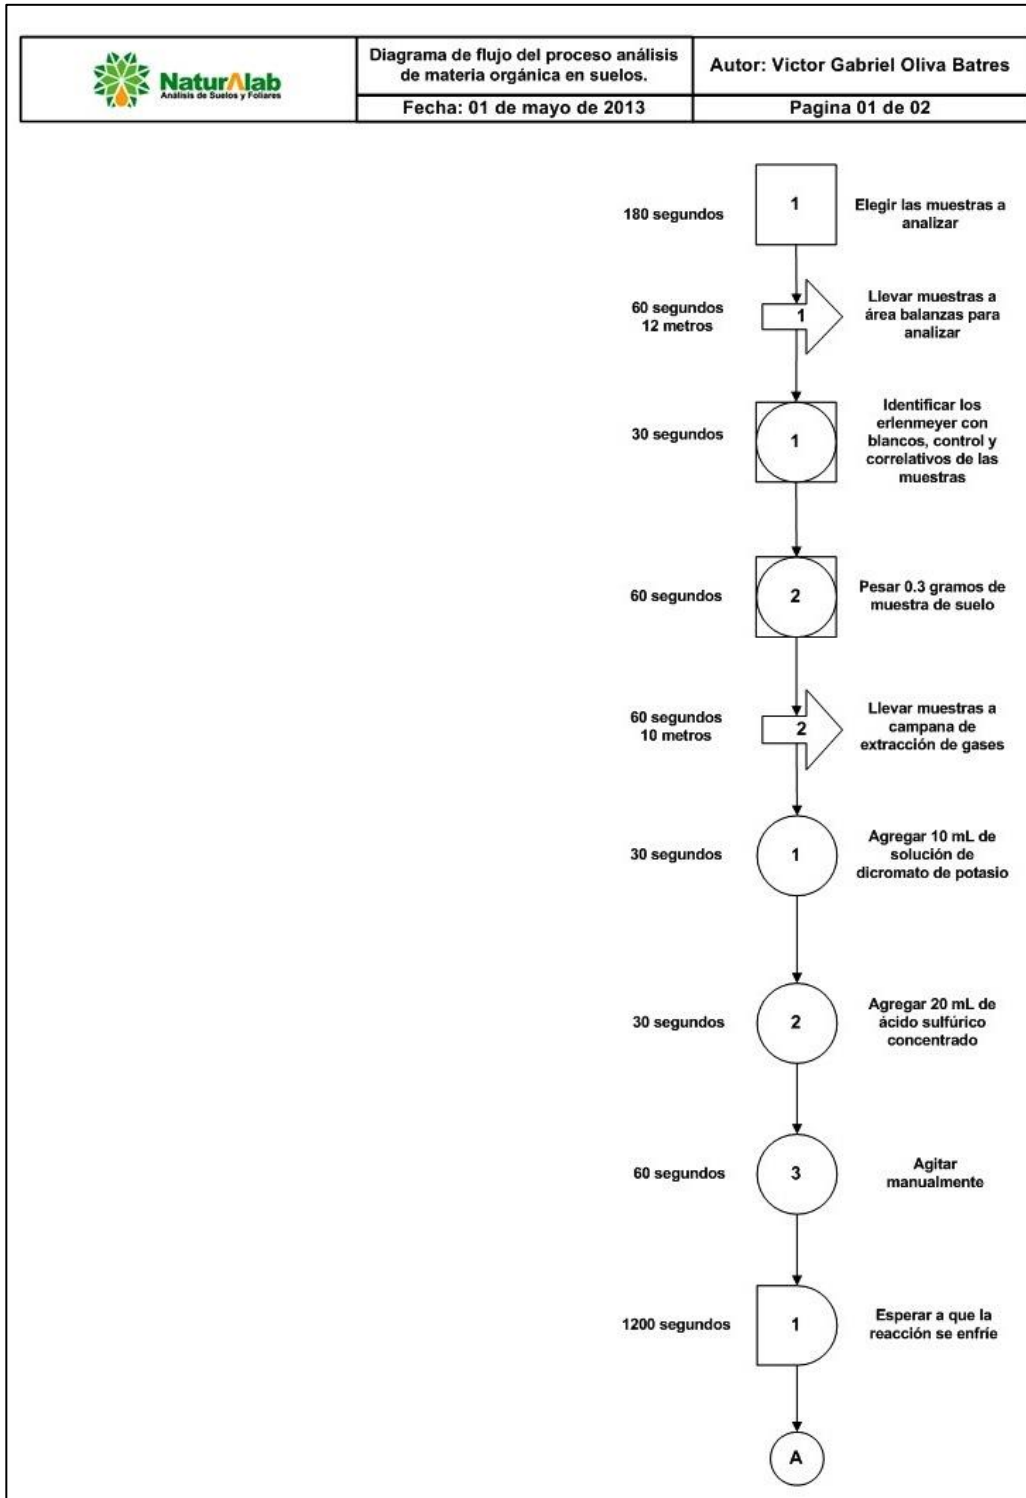 NaturAlab
Análisis de Suelos y Foliares
Diagrama de flujo del proceso análisis
de materia orgánica en suelos.
Autor: Victor Gabriel Oliva Batres
Fecha: 01 de mayo de 2013
Pagina 01 de 02
180 segundos
1
Elegir las muestras a
analizar
60 segundos
12 metros
1
Llevar muestras a
área balanzas para
analizar
30 segundos
1
Identificar los
erlenmeyer con
blancos, control y
correlativos de las
muestras
60 segundos
2
Pesar 0.3 gramos de
muestra de suelo
60 segundos
10 metros
2
Llevar muestras a
campana de
extracción de gases
30 segundos
1
Agregar 10 mL de
solución de
dicromato de potasio
30 segundos
2
Agregar 20 mL de
ácido sulfúrico
concentrado
60 segundos
3
Agitar
manualmente
1200 segundos
1
Esperar a que la
reacción se enfríe
A